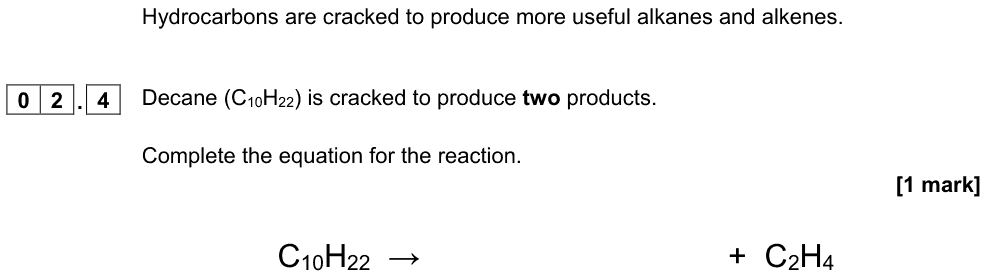 Hydrocarbons are cracked to produce more useful alkanes and alkenes.
0 2 . 4 Decane (C₁₀H₂₂) is cracked to produce two products.
Complete the equation for the reaction.
[1 mark]
C₁₀H₂₂ → + C₂H₄